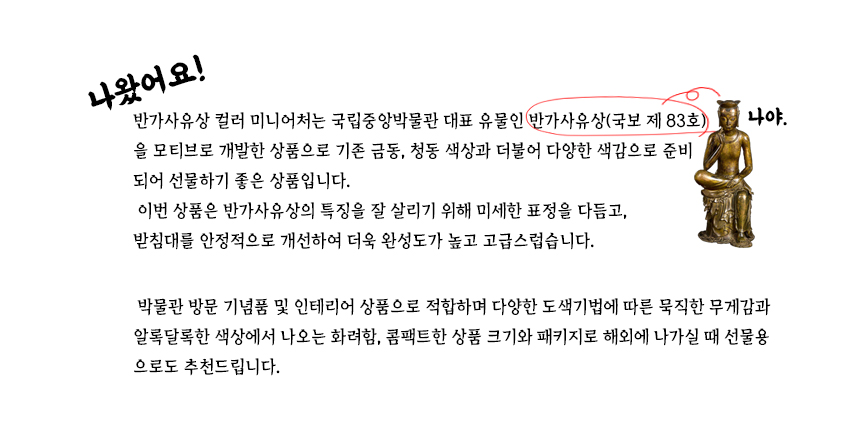 나왔어요!
반가사유상 컬러 미니어처는 국립중앙박물관 대표 유물인 반가사유상(국보 제 83호)
나야.
을 모티브로 개발한 상품으로 기존 금동, 청동 색상과 더불어 다양한 색감으로 준비
되어 선물하기 좋은 상품입니다.
이번 상품은 반가사유상의 특징을 잘 살리기 위해 미세한 표정을 다듬고,
받침대를 안정적으로 개선하여 더욱 완성도가 높고 고급스럽습니다.
박물관 방문 기념품 및 인테리어 상품으로 적합하며 다양한 도색기법에 따른 묵직한 무게감과
알록달록한 색상에서 나오는 화려함, 콤팩트한 상품 크기와 패키지로 해외에 나가실 때 선물용
으로도 추천드립니다.